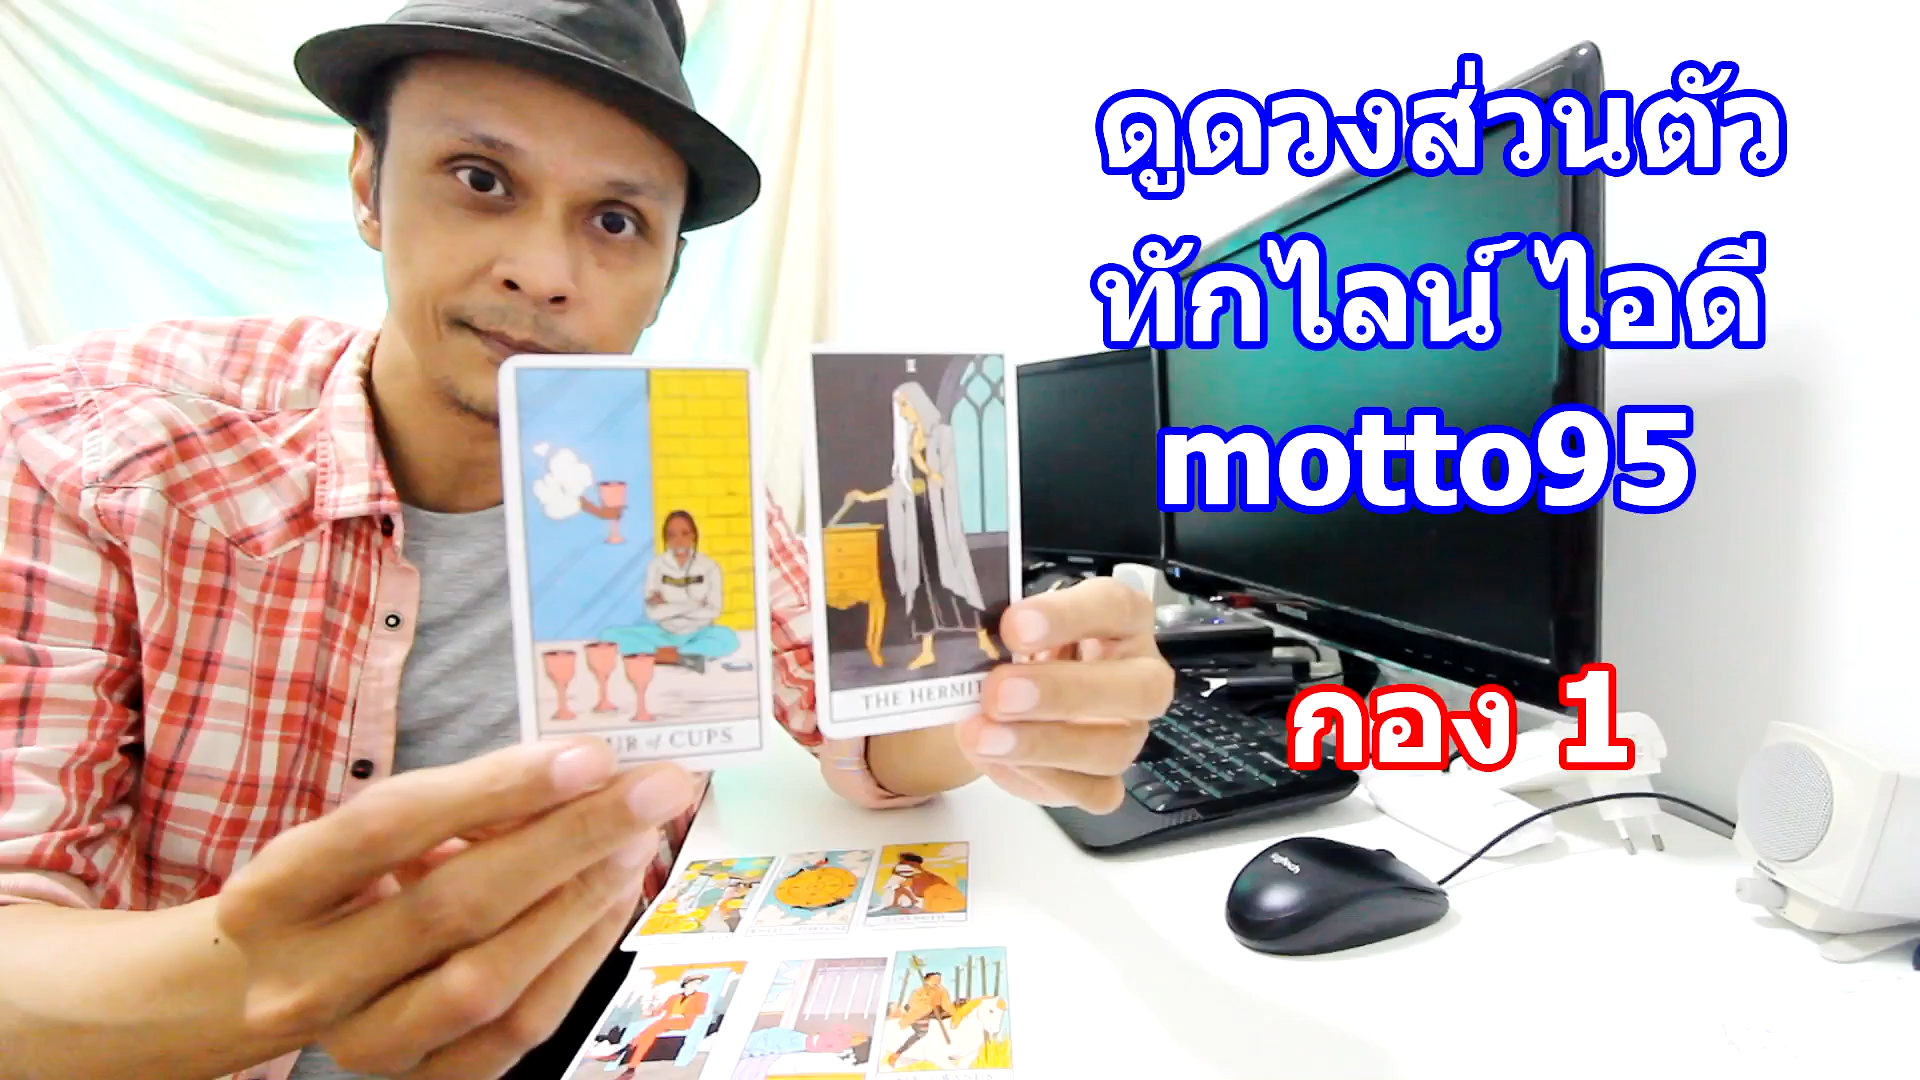 ดูดวงส่วนตัว
ทักไลน์ ไอดี
motto95
กอง 1
THE HERMIT
CUPS
STRENGTH